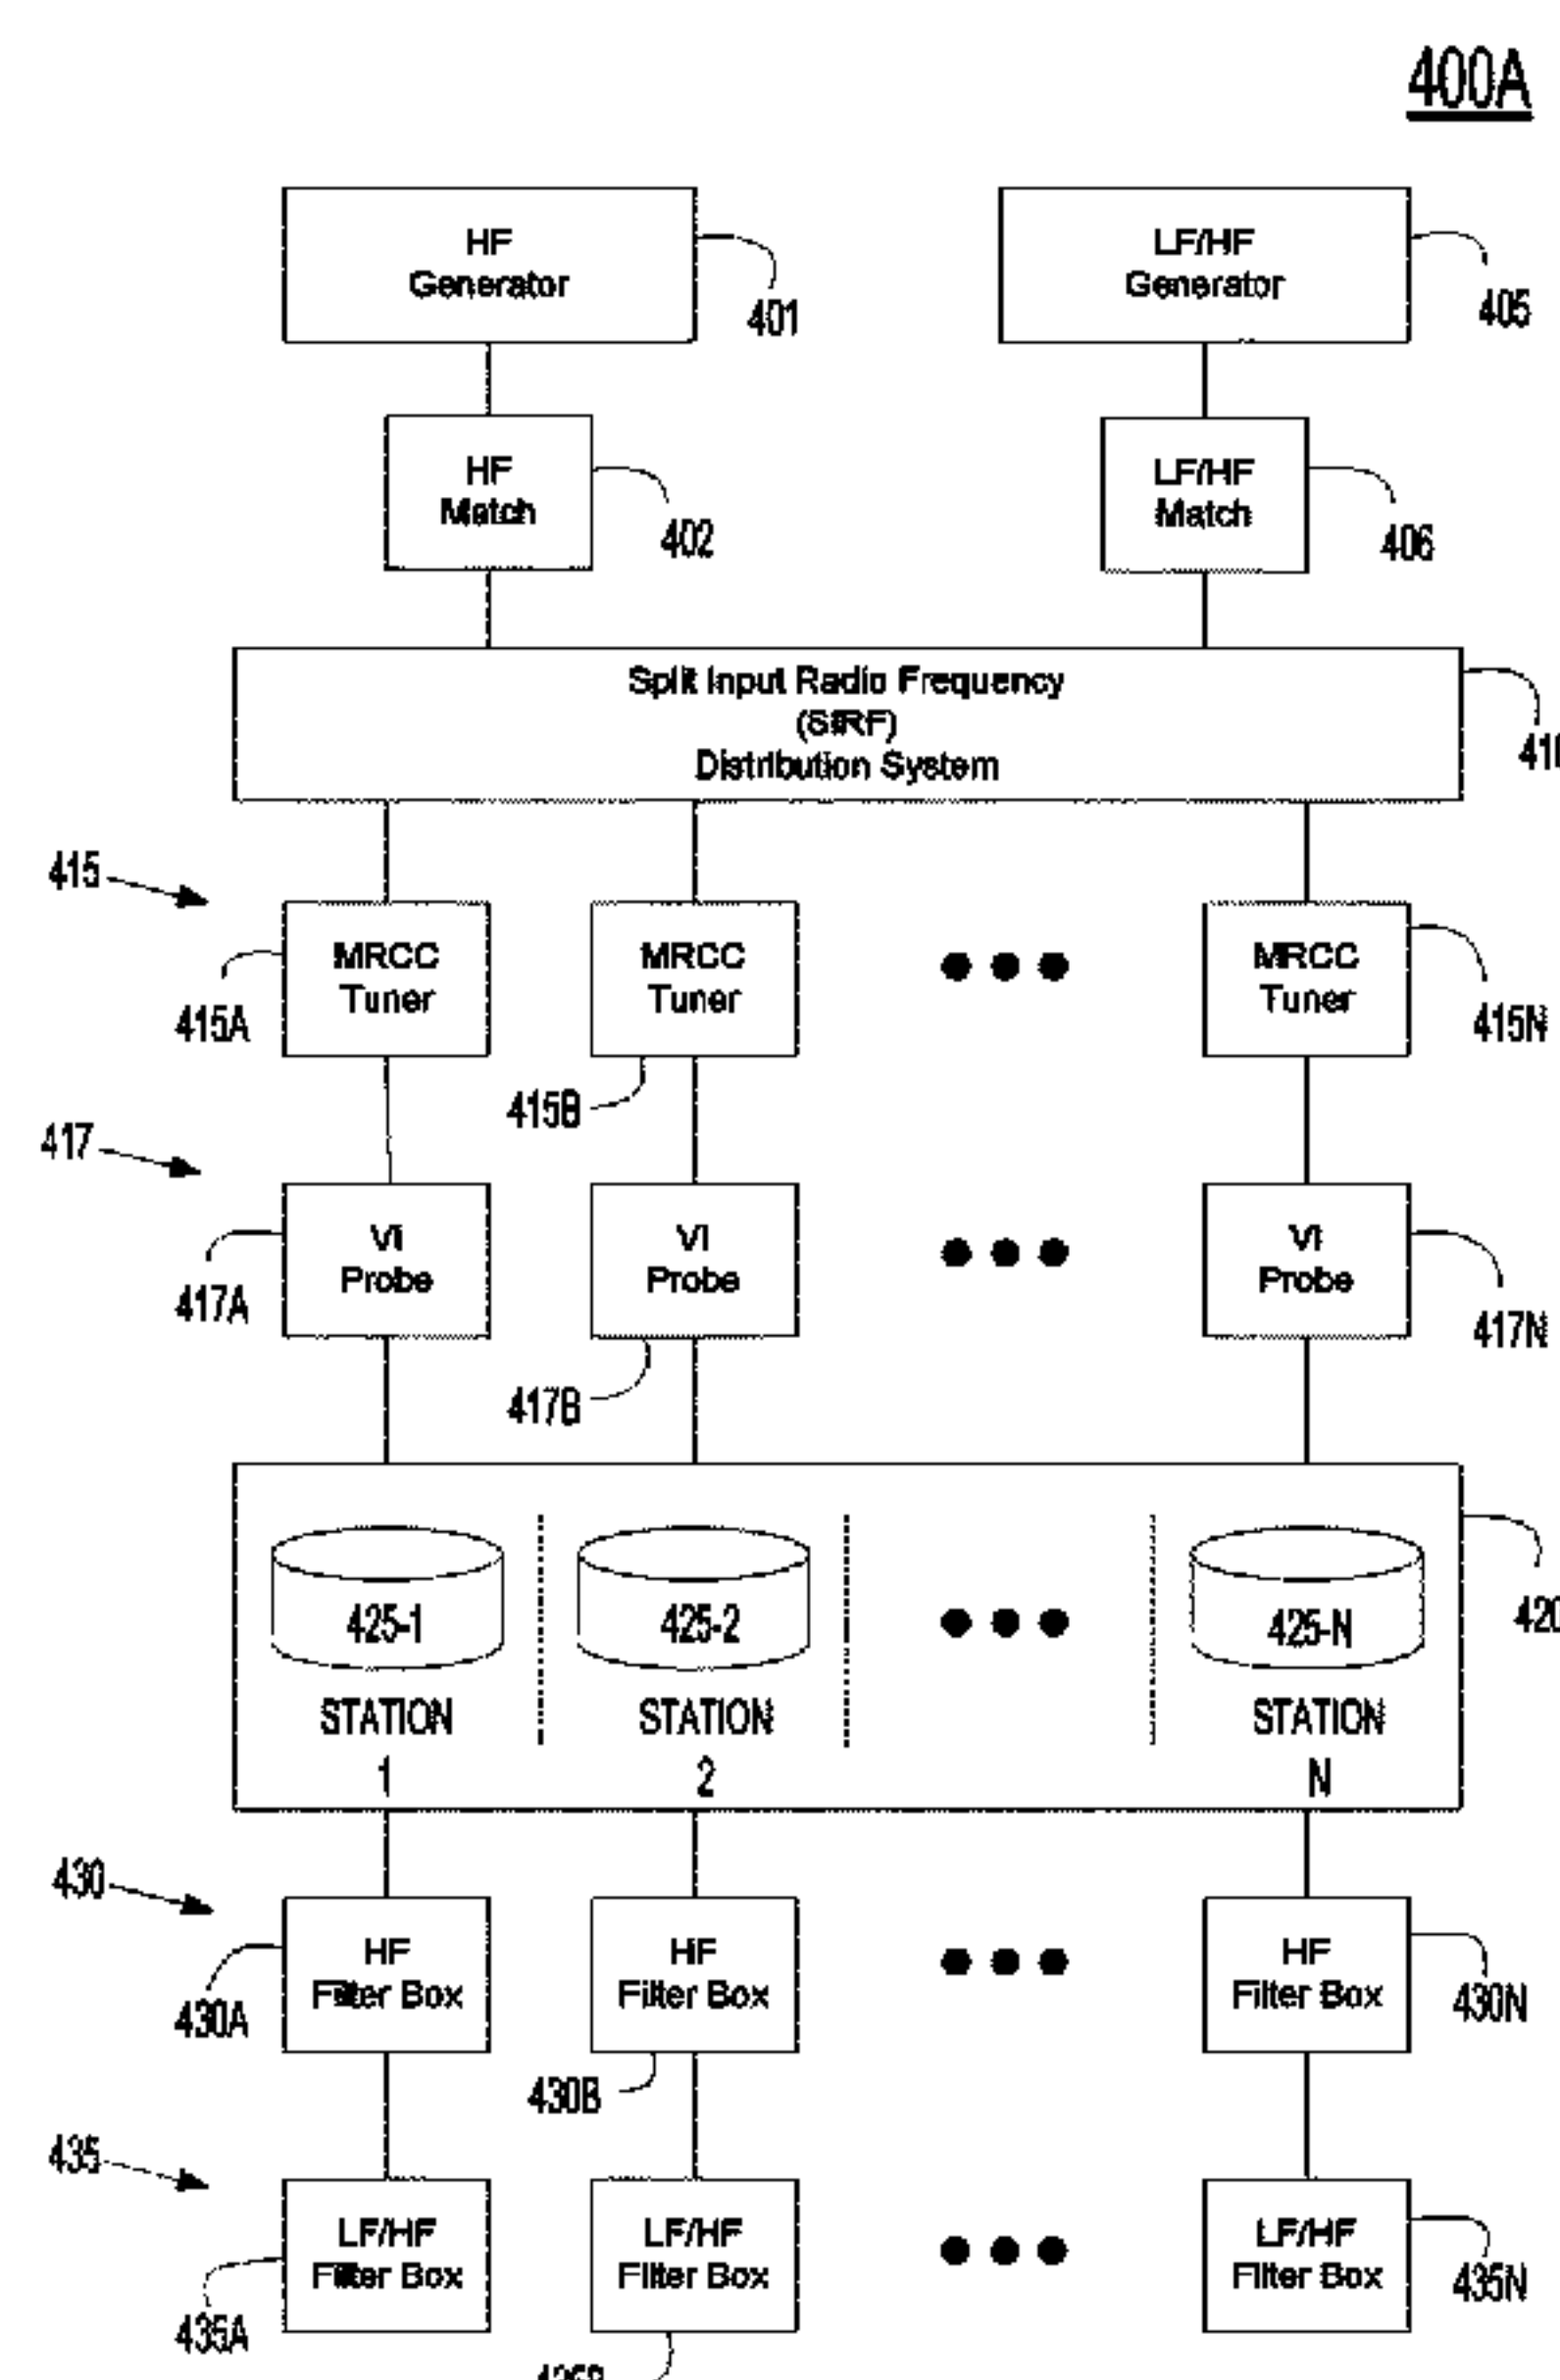 400A
HF
Generator
401
LF/HF
Generator
405
HF
Match
402
LF/HF
Match
406
Split Input Radio Frequency
(SIRF)
Distribution System
415
MRCC
Tuner
MRCC
Tuner
MRCC
Tuner
415A
415B
415N
417
VI
Probe
VI
Probe
VI
Probe
417A
417B
417N
425-1
425-2
425-N
420
STATION
1
STATION
2
STATION
N
430
HF
Filter Box
HF
Filter Box
HF
Filter Box
430A
430B
430N
435
LF/HF
Filter Box
LF/HF
Filter Box
LF/HF
Filter Box
435A
435N